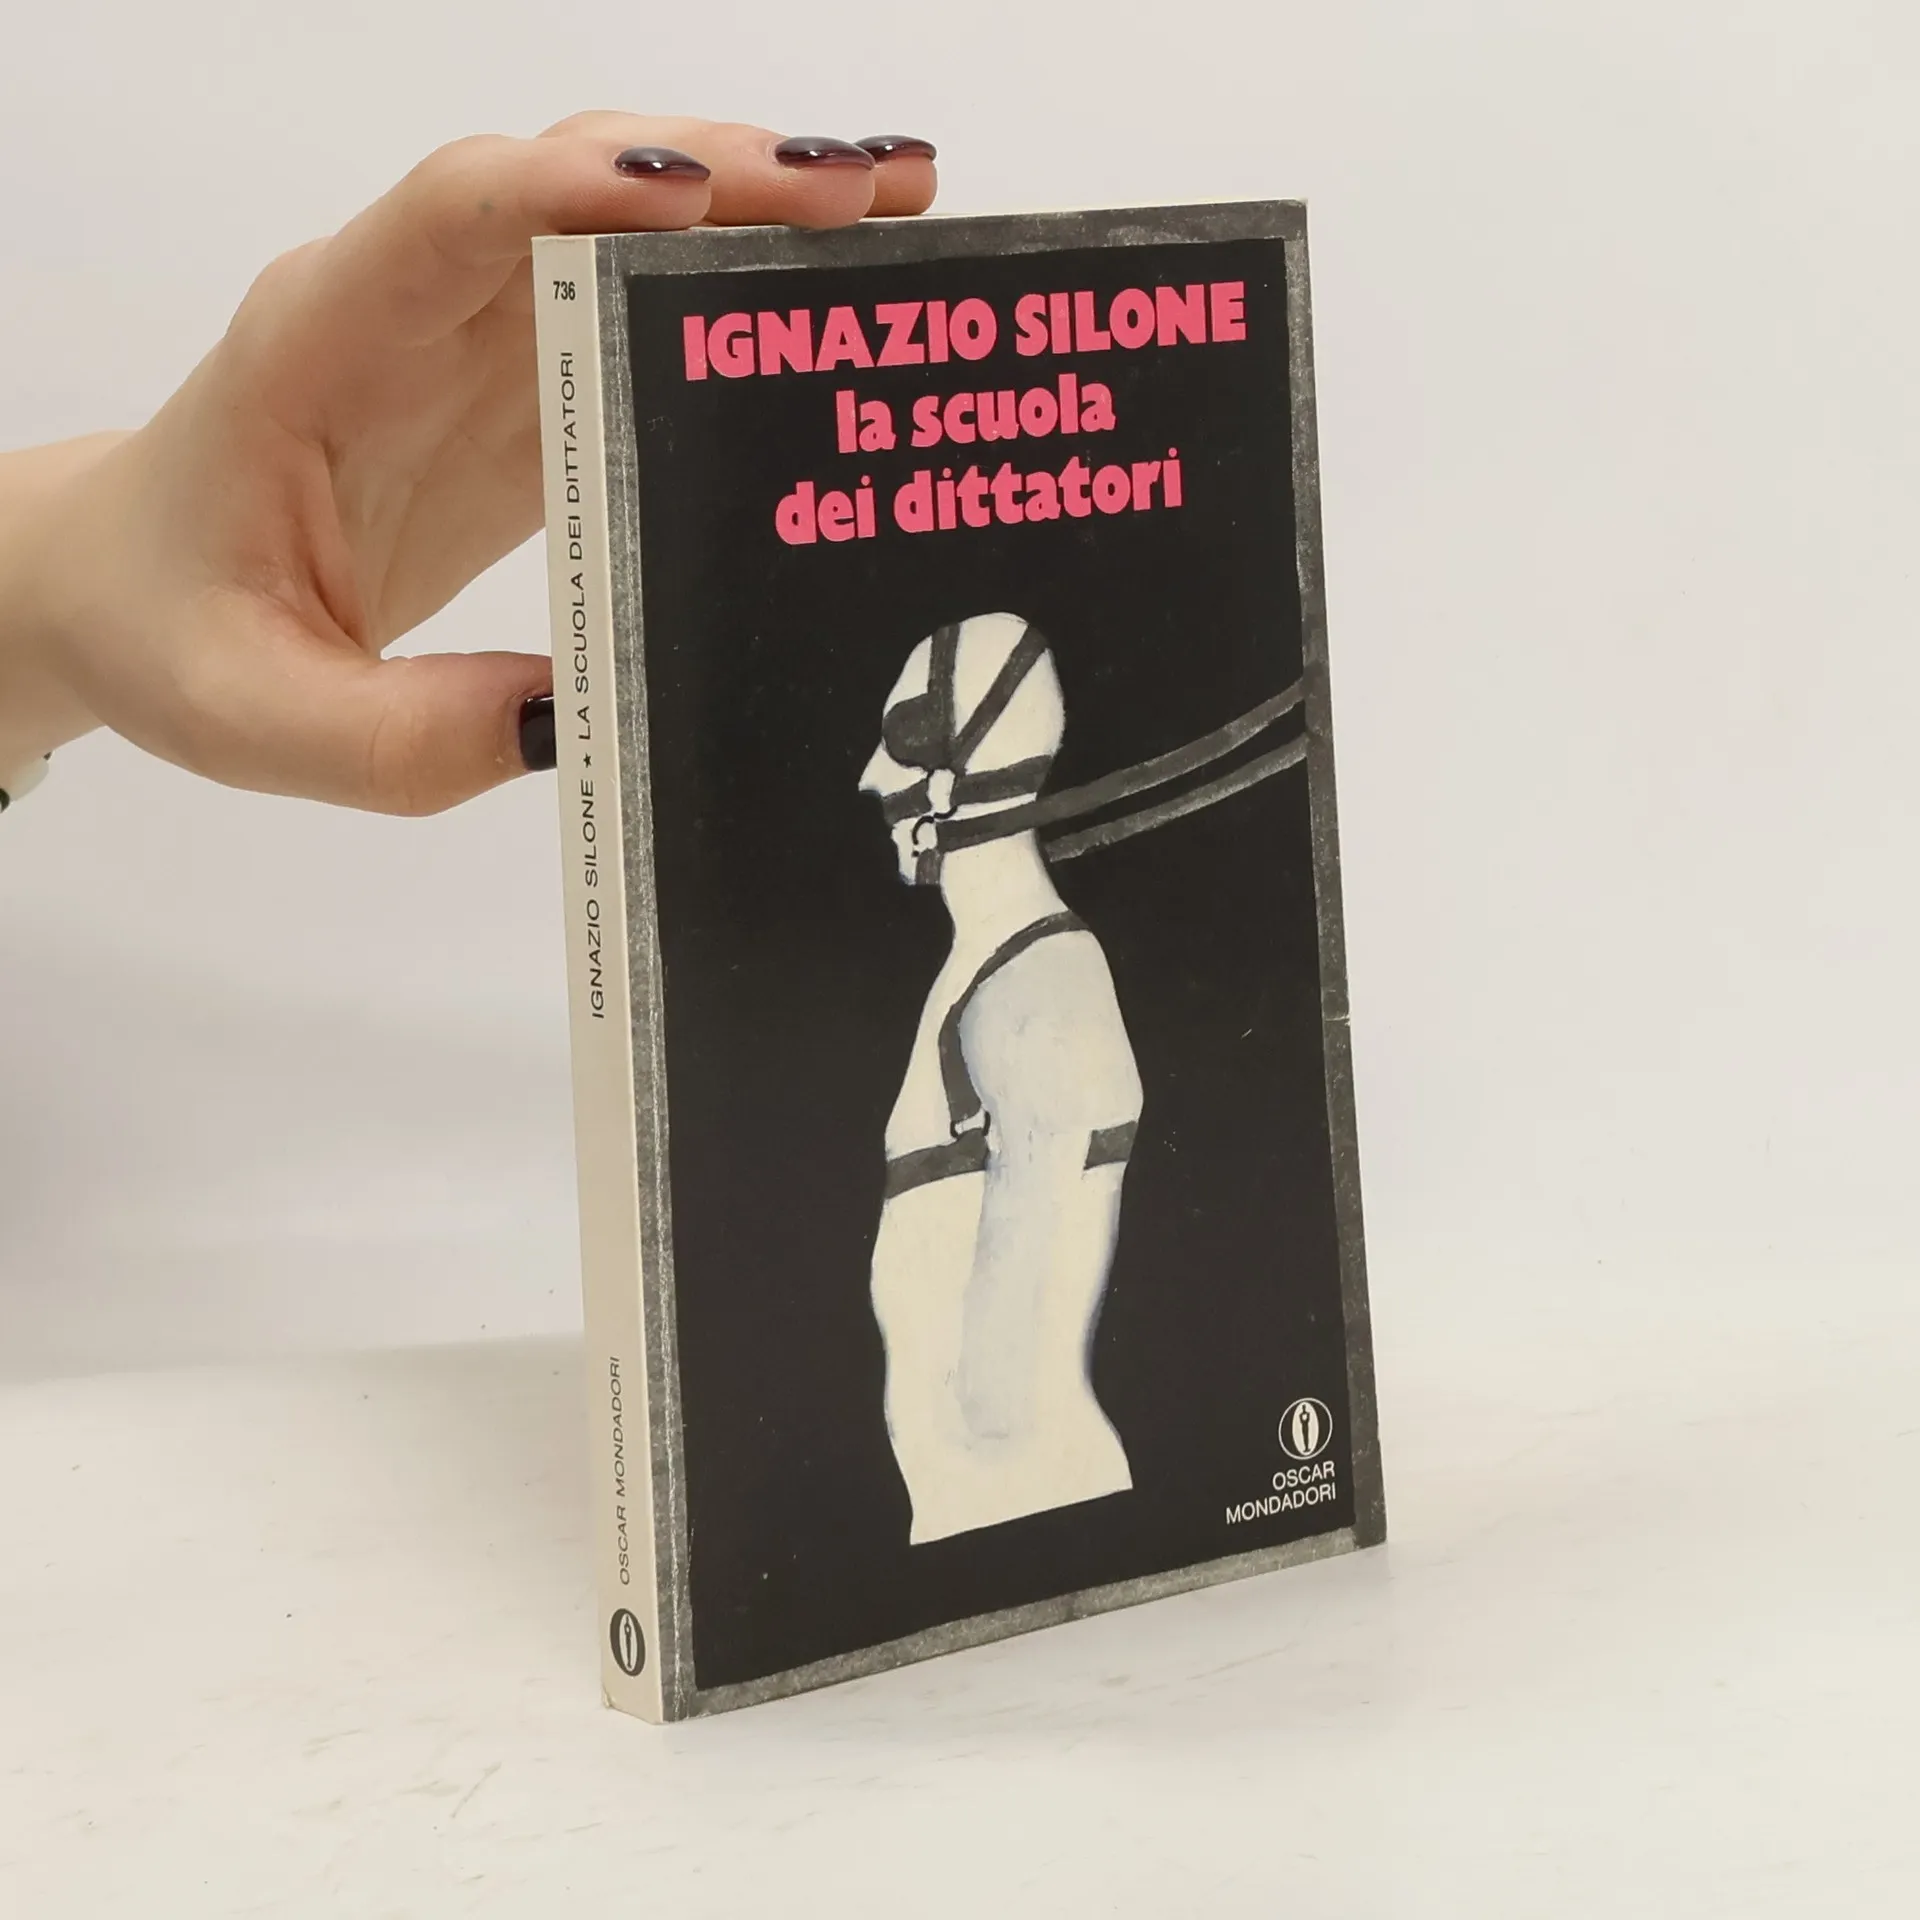 736
IGNAZIO SILONE ★ LA SCUOLA DEI DITTATORI
OSCAR MONDADORI
IGNAZIO SILONE
la scuola
dei dittatori
OSCAR
MONDADORI